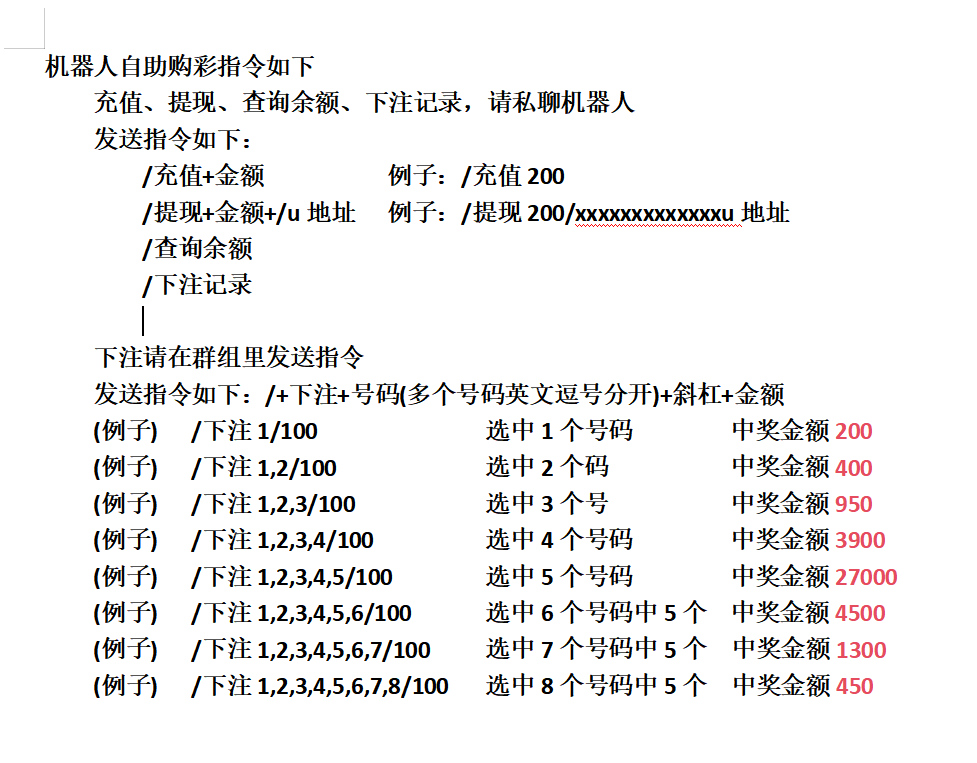 机器人自助购彩指令如下
充值、提现、查询余额、下注记录，请私聊机器人
发送指令如下：
/充值+金额 例子：/充值 200
/提现+金额+/u 地址 例子：/提现 200/xxxxxxxxxxxxxu 地址
/查询余额
/下注记录
下注请在群组里发送指令
发送指令如下：/+下注+号码(多个号码英文逗号分开)+斜杠+金额
(例子) /下注 1/100 选中 1 个号码 中奖金额 200
(例子) /下注 1,2/100 选中 2 个码 中奖金额 400
(例子) /下注 1,2,3/100 选中 3 个号 中奖金额 950
(例子) /下注 1,2,3,4/100 选中 4 个号码 中奖金额 3900
(例子) /下注 1,2,3,4,5/100 选中 5 个号码 中奖金额 27000
(例子) /下注 1,2,3,4,5,6/100 选中 6 个号码中 5 个 中奖金额 4500
(例子) /下注 1,2,3,4,5,6,7/100 选中 7 个号码中 5 个 中奖金额 1300
(例子) /下注 1,2,3,4,5,6,7,8/100 选中 8 个号码中 5 个 中奖金额 450